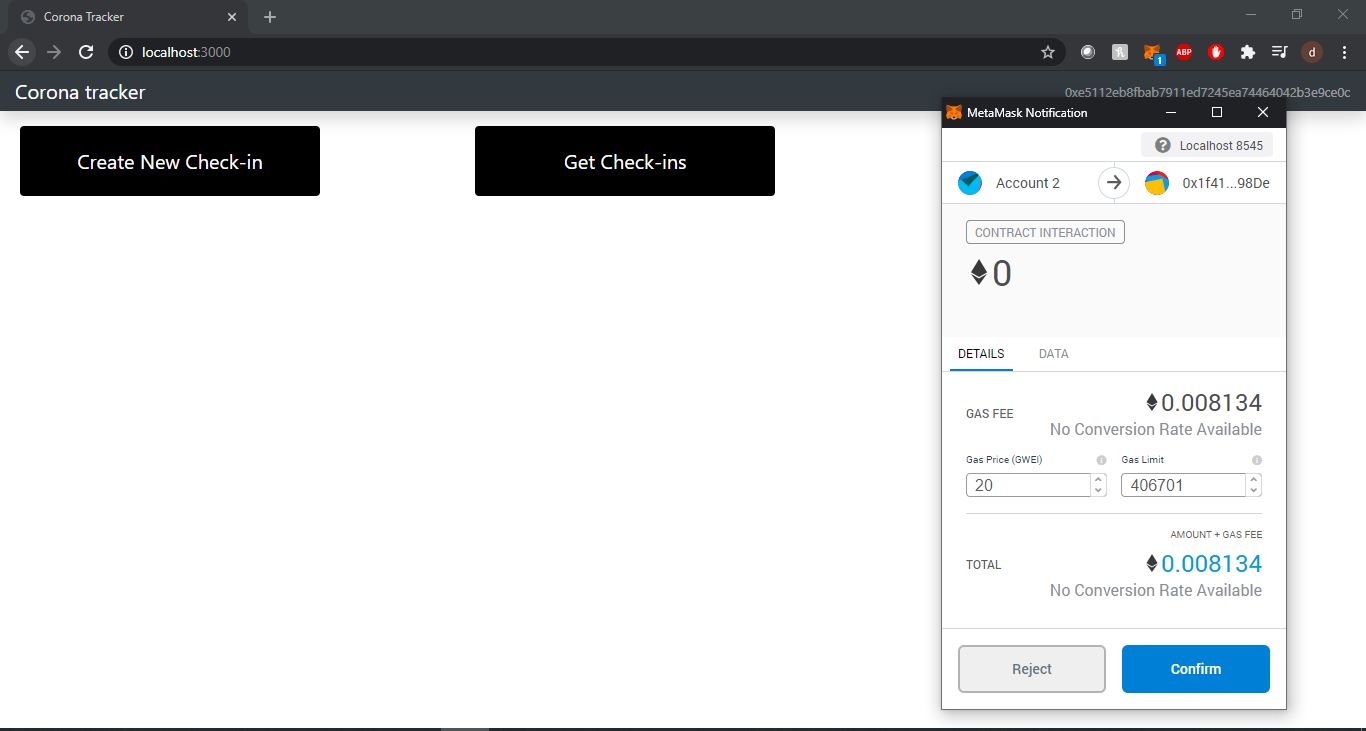 Corona Tracker
localhost:3000
1
ABP
d
Corona tracker
0xe5112eb8fbab7911ed7245ea74464042b3e9ce0c
Create New Check-in
Get Check-ins
MetaMask Notification
? Localhost 8545
Account 2
0x1f41...98De
CONTRACT INTERACTION
0
DETAILS
DATA
GAS FEE
0.008134
No Conversion Rate Available
Gas Price (GWEI)
Gas Limit
20
406701
AMOUNT + GAS FEE
TOTAL
0.008134
No Conversion Rate Available
Reject
Confirm